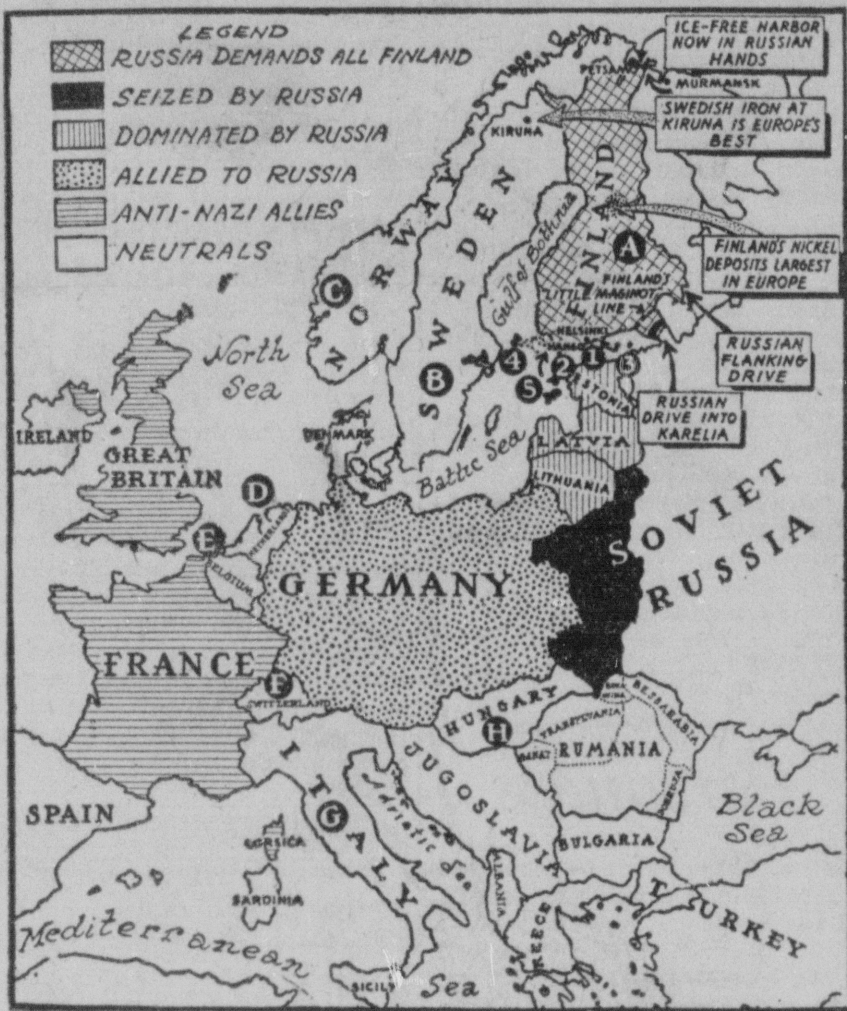 LEGEND
RUSSIA DEMANDS ALL FINLAND
SEIZED BY RUSSIA
DOMINATED BY RUSSIA
ALLIED TO RUSSIA
ANTI-NAZI ALLIES
NEUTRALS
ICE-FREE HARBOR
NOW IN RUSSIAN
HANDS
PETSAMO
MURMANSK
SWEDISH IRON AT
KIRUNA IS EUROPE'S
BEST
KIRUNA
FINLAND'S NICKEL
DEPOSITS LARGEST
IN EUROPE
RUSSIAN
FLANKING
DRIVE
RUSSIAN
DRIVE INTO
KARELIA
NORWAY
SWEDEN
FINLAND
Gulf of Bothnia
FINLAND'S
LITTLE MAGINOT
LINE
HELSINKI
A
B
C
1
2
3
4
5
North
Sea
Baltic Sea
ESTONIA
LATVIA
LITHUANIA
DENMARK
IRELAND
GREAT
BRITAIN
D
E
BELGIUM
GERMANY
SOVIET
RUSSIA
FRANCE
F
SWITZERLAND
HUNGARY
H
TRANSYLVANIA
BANAT
RUMANIA
BESSARABIA
ITALY
G
Adriatic Sea
JUGOSLAVIA
SPAIN
CORSICA
SARDINIA
ALBANIA
BULGARIA
Black
Sea
GREECE
TURKEY
Mediterranean
Sea
SICILY